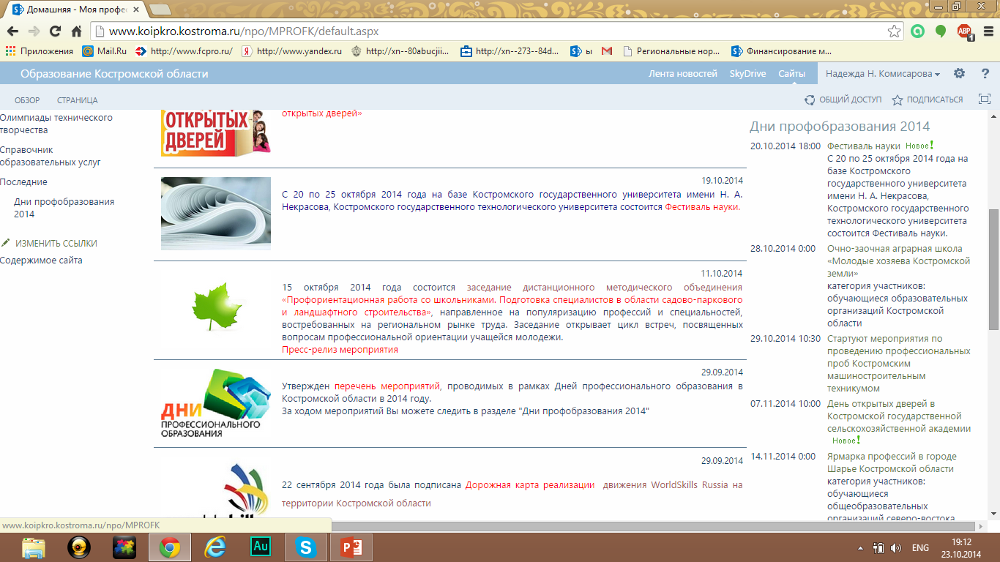 Домашняя - Моя профес
www.koipkro.kostroma.ru/npo/MPROFK/default.aspx
ABP
1
Приложения
Mail.Ru
http://www.fcpro.ru/
http://www.yandex.ru
http://xn--80abucjii...
http://xn--273--84d...
ы
Региональные нор...
Финансирование м...
Образование Костромской области
Лента новостей
SkyDrive
Сайты
Надежда Н. Комисарова
?
ОБЗОР
СТРАНИЦА
ОБЩИЙ ДОСТУП
ПОДПИСАТЬСЯ
Олимпиады технического
творчества
Справочник
образовательных услуг
Последние
Дни профобразования
2014
ИЗМЕНИТЬ ССЫЛКИ
Содержимое сайта
ОТКРЫТЫХ
ДВЕРЕЙ
открытых дверей»
19.10.2014
С 20 по 25 октября 2014 года на базе Костромского государственного университета имени Н. А.
Некрасова, Костромского государственного технологического университета состоится Фестиваль науки.
11.10.2014
15 октября 2014 года состоится заседание дистанционного методического объединения
«Профориентационная работа со школьниками. Подготовка специалистов в области садово-паркового
и ландшафтного строительства», направленное на популяризацию профессий и специальностей,
востребованных на региональном рынке труда. Заседание открывает цикл встреч, посвященных
вопросам профессиональной ориентации учащейся молодежи.
Пресс-релиз мероприятия
ДНИ
ПРОФЕССИОНАЛЬНОГО
ОБРАЗОВАНИЯ
29.09.2014
Утвержден перечень мероприятий, проводимых в рамках Дней профессионального образования в
Костромской области в 2014 году.
За ходом мероприятий Вы можете следить в разделе "Дни профобразования 2014"
29.09.2014
22 сентября 2014 года была подписана Дорожная карта реализации движения WorldSkills Russia на
территории Костромской области
Дни профобразования 2014
20.10.2014 18:00
Фестиваль науки Новое!
С 20 по 25 октября 2014 года на
базе Костромского
государственного университета
имени Н. А. Некрасова,
Костромского государственного
технологического университета
состоится Фестиваль науки.
28.10.2014 0:00
Очно-заочная аграрная школа
«Молодые хозяева Костромской
земли»
категория участников:
обучающиеся образовательных
организаций Костромской
области
29.10.2014 10:30
Стартуют мероприятия по
проведению профессиональных
проб Костромским
машиностроительным
техникумом
07.11.2014 10:00
День открытых дверей в
Костромской государственной
сельскохозяйственной академии
Новое!
14.11.2014 0:00
Ярмарка профессий в городе
Шарье Костромской области
категория участников:
обучающиеся
общеобразовательных
организаций северо-востока
www.koipkro.kostroma.ru/npo/MPROFK
Au
ENG
19:12
23.10.2014